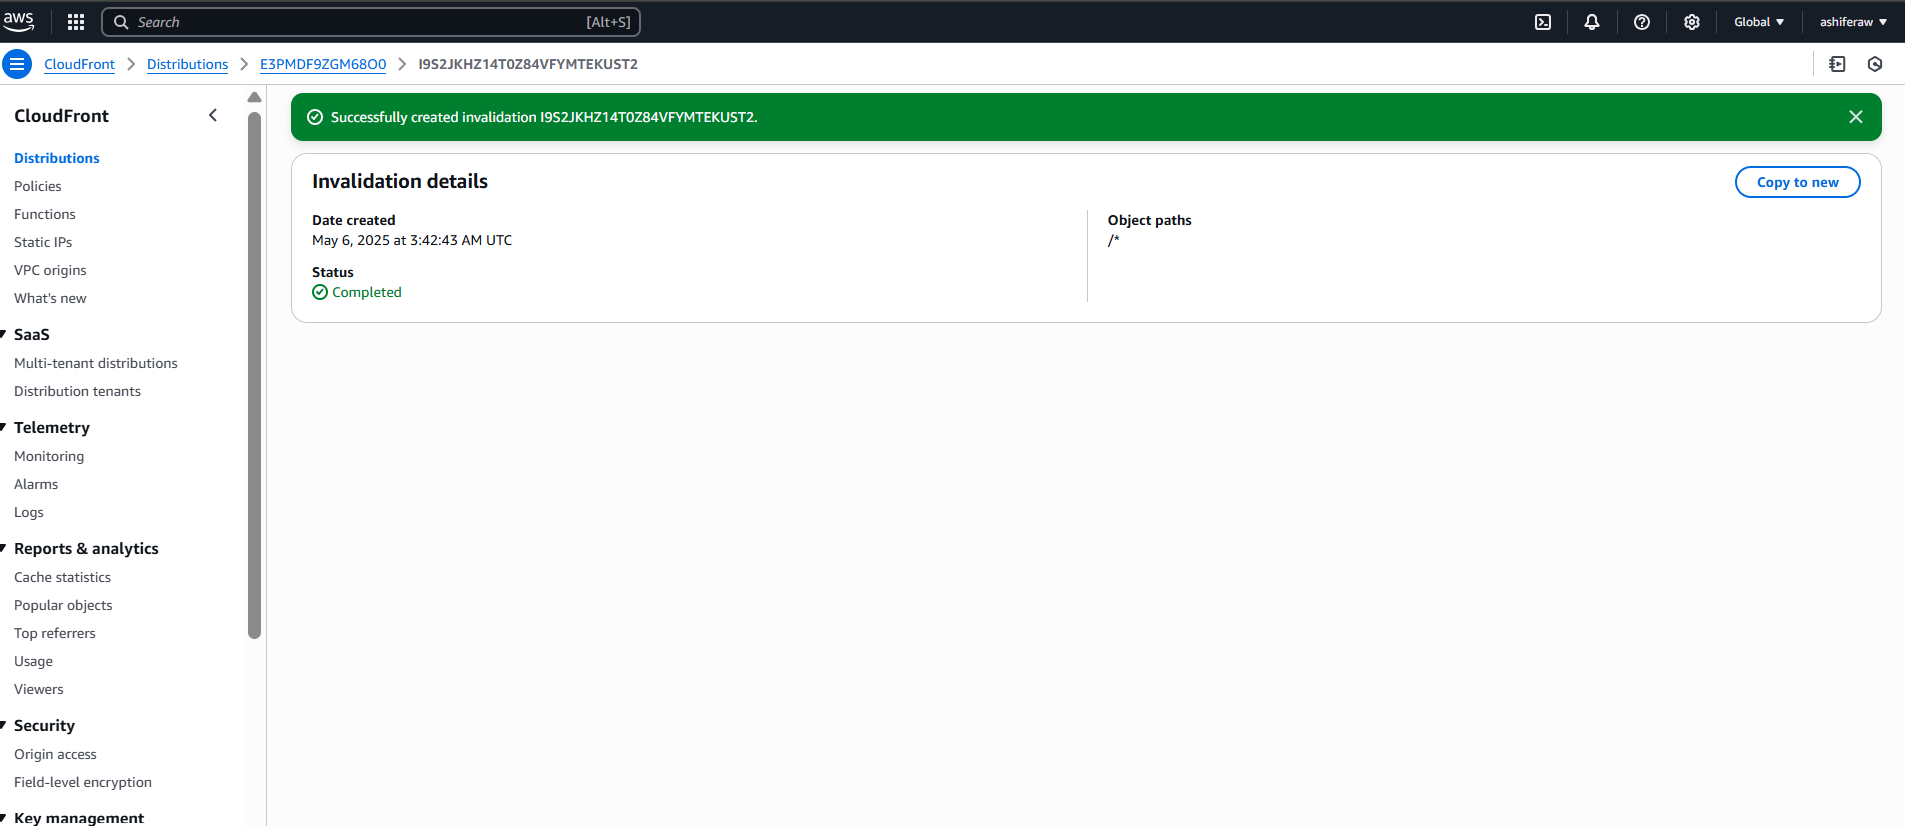 aws
Search [Alt+S]
Global
ashiferaw
CloudFront
Distributions
E3PMDF9ZGM68O0
I9S2JKHZ14T0Z84VFYMTEKUST2
CloudFront
Distributions
Policies
Functions
Static IPs
VPC origins
What's new
SaaS
Multi-tenant distributions
Distribution tenants
Telemetry
Monitoring
Alarms
Logs
Reports & analytics
Cache statistics
Popular objects
Top referrers
Usage
Viewers
Security
Origin access
Field-level encryption
Key management
Successfully created invalidation I9S2JKHZ14T0Z84VFYMTEKUST2.
Invalidation details
Copy to new
Date created
May 6, 2025 at 3:42:43 AM UTC
Status
Completed
Object paths
/*